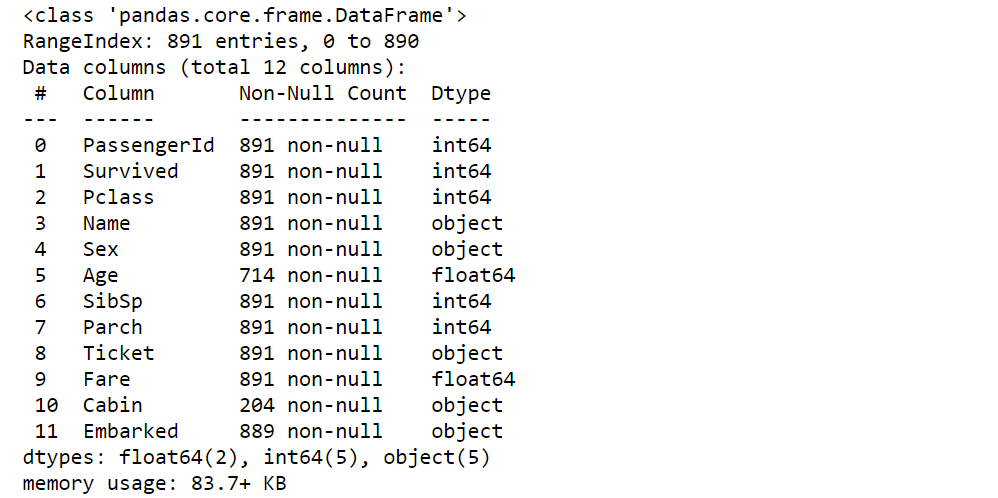 <class 'pandas.core.frame.DataFrame'>
RangeIndex: 891 entries, 0 to 890
Data columns (total 12 columns):
 #   Column       Non-Null Count  Dtype
---  ------       --------------  -----
 0   PassengerId  891 non-null    int64
 1   Survived     891 non-null    int64
 2   Pclass       891 non-null    int64
 3   Name         891 non-null    object
 4   Sex          891 non-null    object
 5   Age          714 non-null    float64
 6   SibSp        891 non-null    int64
 7   Parch        891 non-null    int64
 8   Ticket       891 non-null    object
 9   Fare         891 non-null    float64
 10  Cabin        204 non-null    object
 11  Embarked     889 non-null    object
dtypes: float64(2), int64(5), object(5)
memory usage: 83.7+ KB